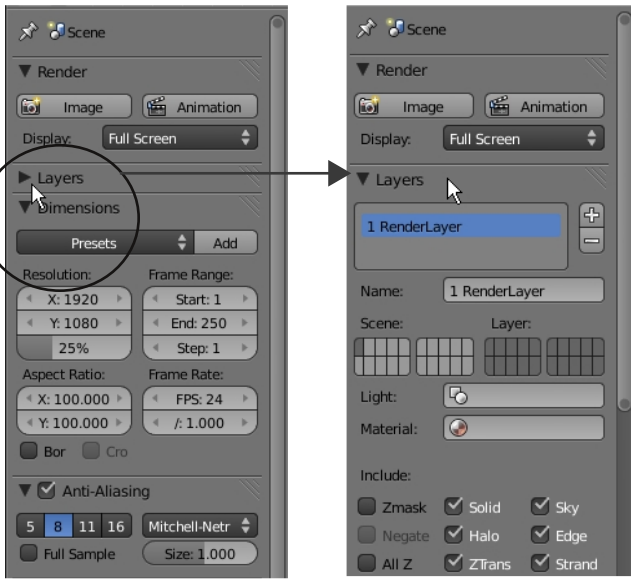 Scene
Render
Image Animation
Display: Full Screen
Layers
Dimensions
Presets Add
Resolution: Frame Range:
X: 1920 Start: 1
Y: 1080 End: 250
25% Step: 1
Aspect Ratio: Frame Rate:
X: 100.000 FPS: 24
Y: 100.000 /: 1.000
Bor Cro
Anti-Aliasing
5 8 11 16 Mitchell-Netr
Full Sample Size: 1.000
Scene
Render
Image Animation
Display: Full Screen
Layers
1 RenderLayer
Name: 1 RenderLayer
Scene: Layer:
Light:
Material:
Include:
Zmask Solid Sky
Negate Halo Edge
All Z ZTrans Strand